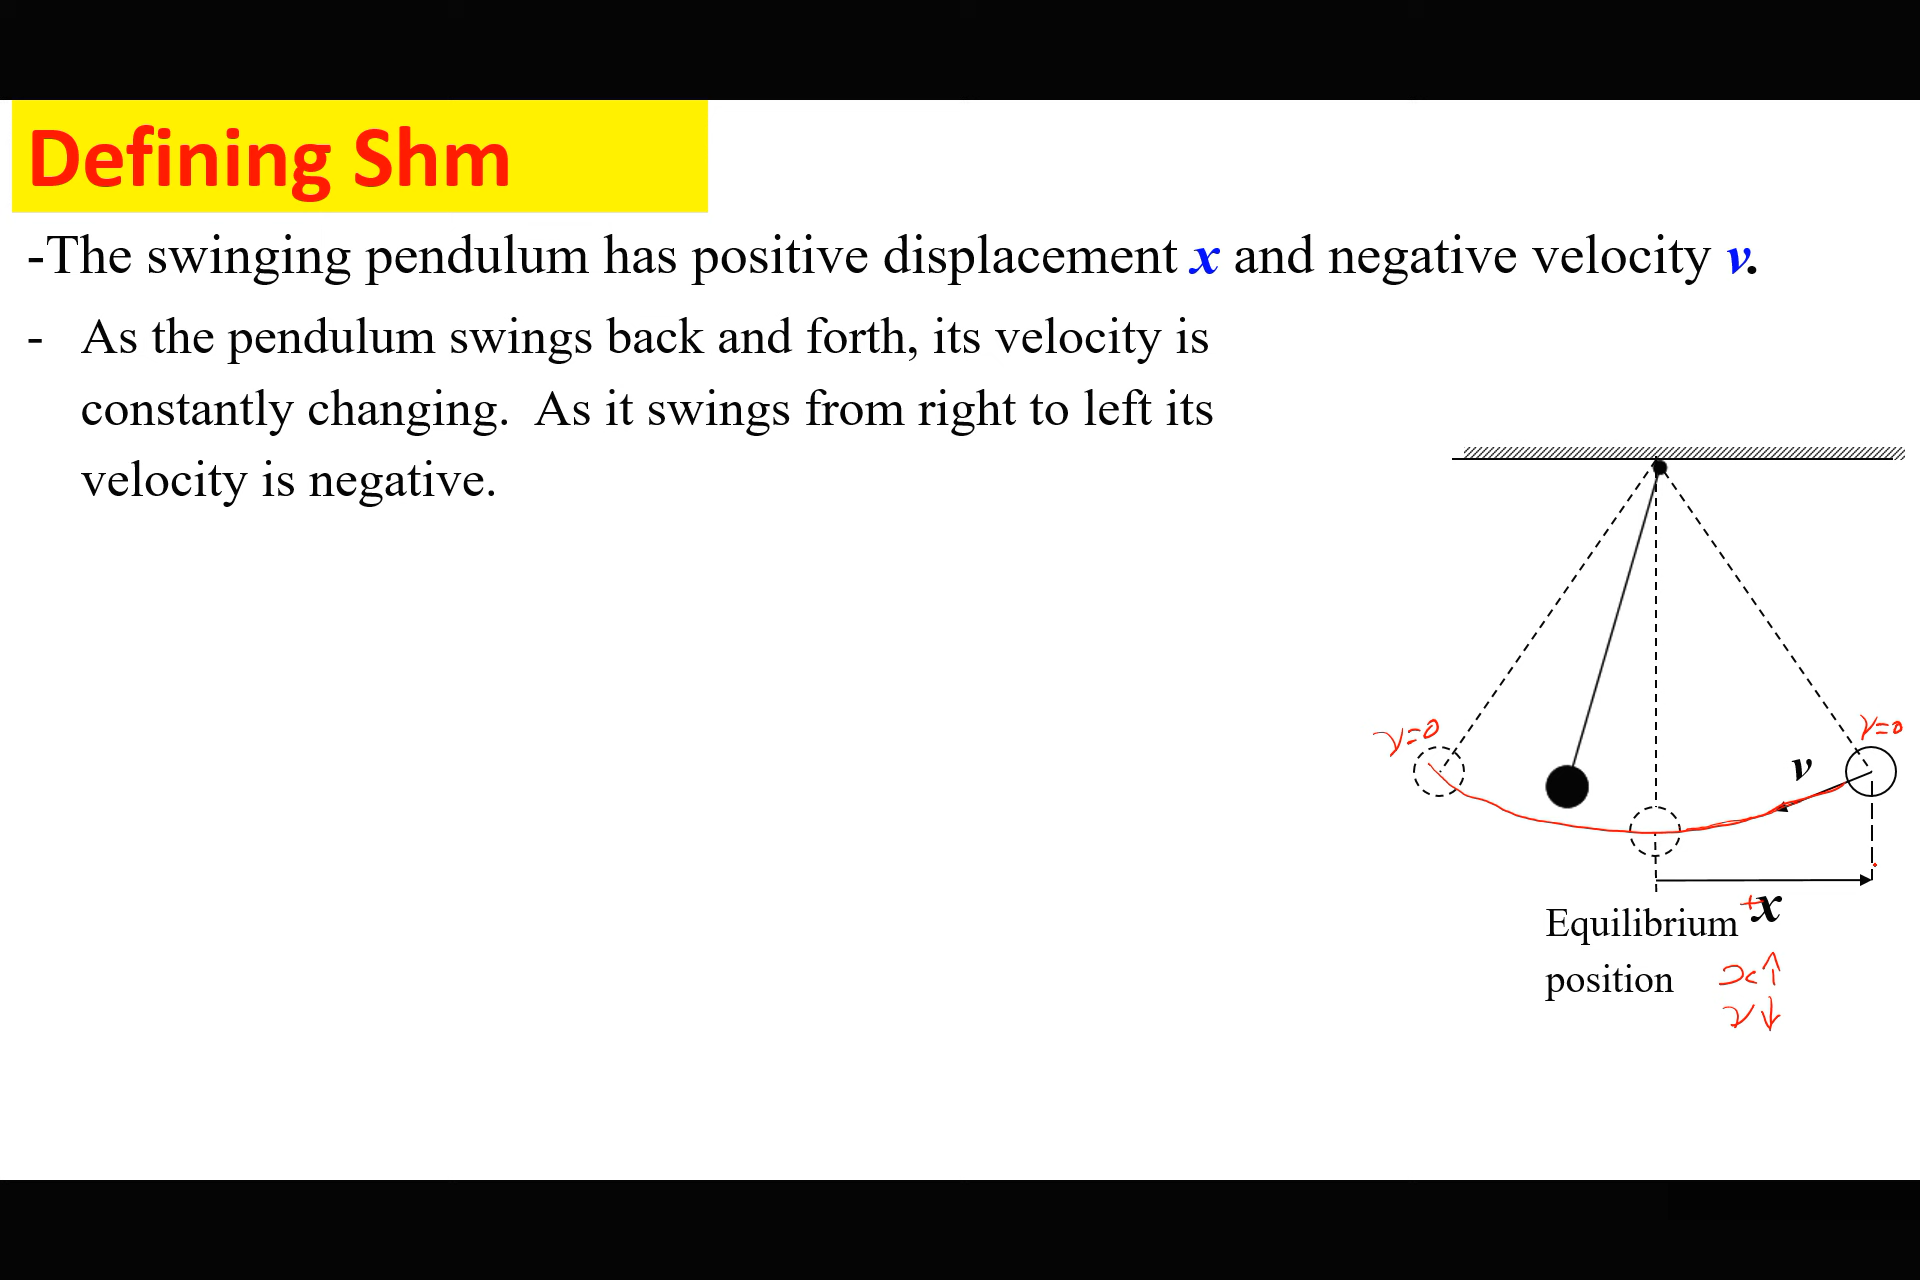 Defining Shm
-The swinging pendulum has positive displacement x and negative velocity v.
- As the pendulum swings back and forth, its velocity is
constantly changing. As it swings from right to left its
velocity is negative.
v=0
v=0
v
+x
Equilibrium
position
x↑
v↓